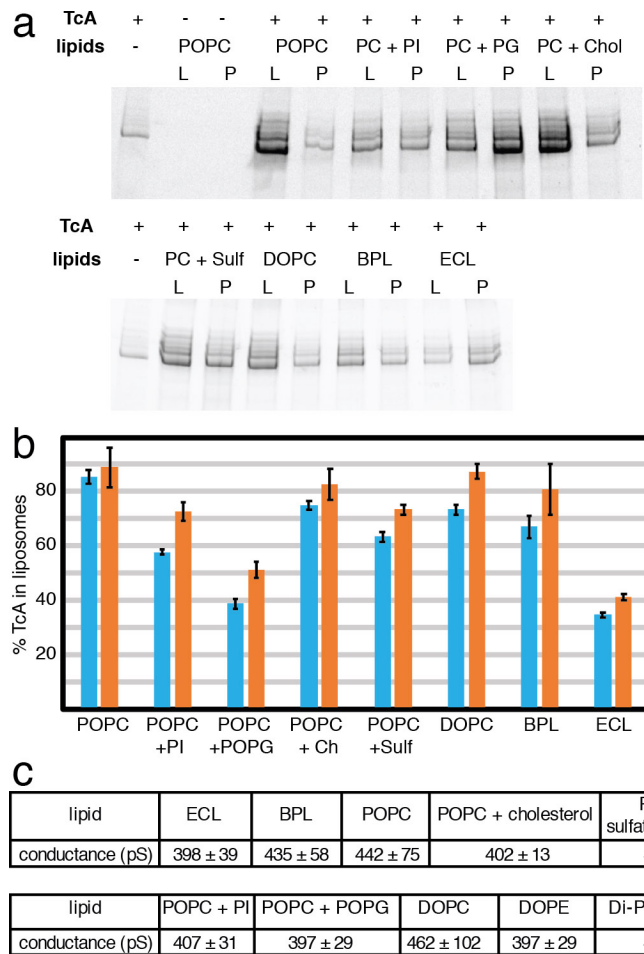 a
TcA + - - + + + + + + + +
lipids - POPC POPC PC + PI PC + PG PC + Chol
L P L P L P L P L P
TcA + + + + + + + + +
lipids - PC + Sulf DOPC BPL ECL
L P L P L P L P
b
% TcA in liposomes
80
60
40
20
POPC POPC POPC POPC POPC DOPC BPL ECL
+PI +POPG + Ch +Sulf
c
lipid ECL BPL POPC POPC + cholesterol
conductance (pS) 398 ± 39 435 ± 58 442 ± 75 402 ± 13
lipid POPC + PI POPC + POPG DOPC DOPE
conductance (pS) 407 ± 31 397 ± 29 462 ± 102 397 ± 29